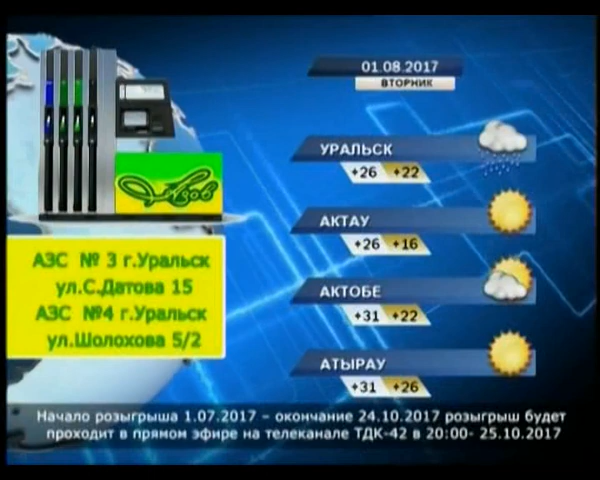 01.08.2017
ВТОРНИК
УРАЛЬСК
+26 +22
АКТАУ
+26 +16
АКТОБЕ
+31 +22
АТЫРАУ
+31 +26
АЗС № 3 г.Уральск
ул.С.Датова 15
АЗС №4 г.Уральск
ул.Шолохова 5/2
Начало розыгрыша 1.07.2017 – окончание 24.10.2017 розыгрыш будет
проходит в прямом эфире на телеканале ТДК-42 в 20:00- 25.10.2017